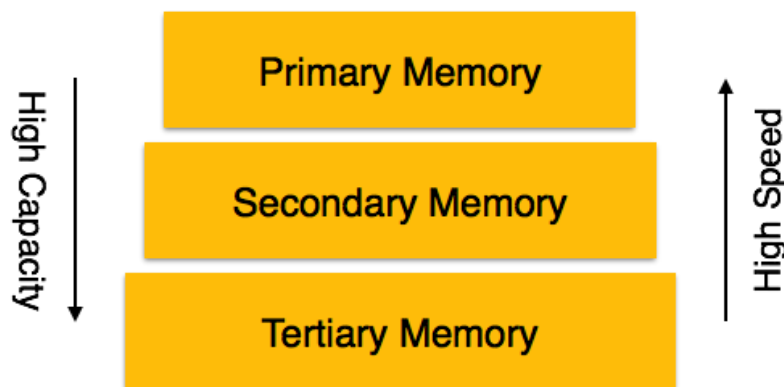 Primary Memory
High Capacity
Secondary Memory
High Speed
Tertiary Memory